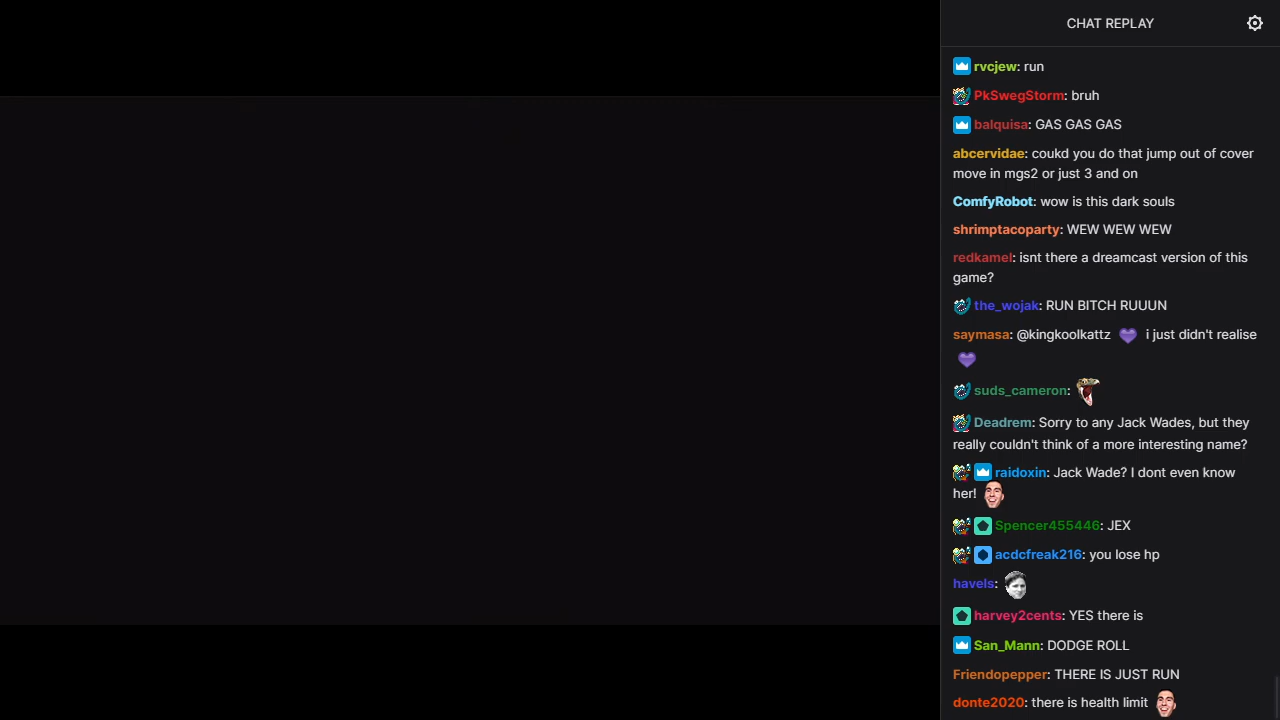 CHAT REPLAY
rvcjew: run
PkSwegStorm: bruh
balquisa: GAS GAS GAS
abcervidae: coukd you do that jump out of cover
move in mgs2 or just 3 and on
ComfyRobot: wow is this dark souls
shrimptacoparty: WEW WEW WEW
redkamel: isnt there a dreamcast version of this
game?
the_wojak: RUN BITCH RUUUN
saymasa: @kingkoolkattz i just didn't realise
suds_cameron:
Deadrem: Sorry to any Jack Wades, but they
really couldn't think of a more interesting name?
raidoxin: Jack Wade? I dont even know
her!
Spencer455446: JEX
acdcfreak216: you lose hp
havels:
harvey2cents: YES there is
San_Mann: DODGE ROLL
Friendopepper: THERE IS JUST RUN
donte2020: there is health limit